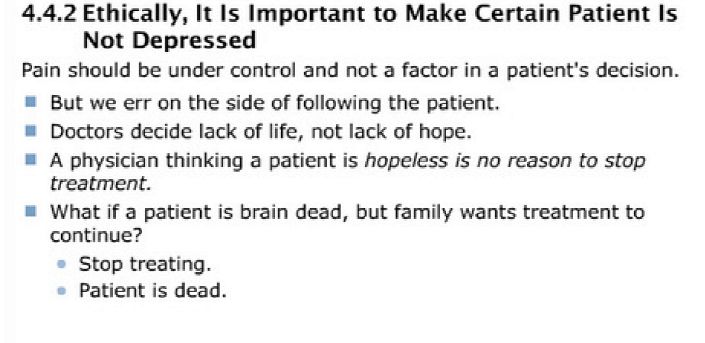 4.4.2 Ethically, It Is Important to Make Certain Patient Is
Not Depressed
Pain should be under control and not a factor in a patient's decision.
■ But we err on the side of following the patient.
■ Doctors decide lack of life, not lack of hope.
■ A physician thinking a patient is hopeless is no reason to stop
treatment.
■ What if a patient is brain dead, but family wants treatment to
continue?
• Stop treating.
• Patient is dead.